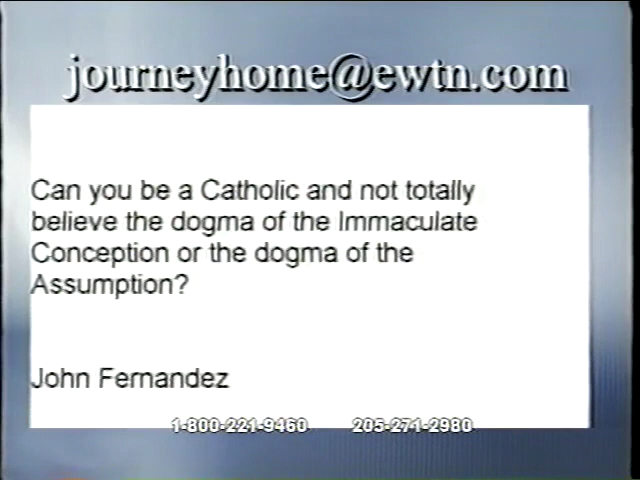 journeyhome@ewtn.com
Can you be a Catholic and not totally
believe the dogma of the Immaculate
Conception or the dogma of the
Assumption?
John Fernandez
1-800-221-9460 205-271-2980